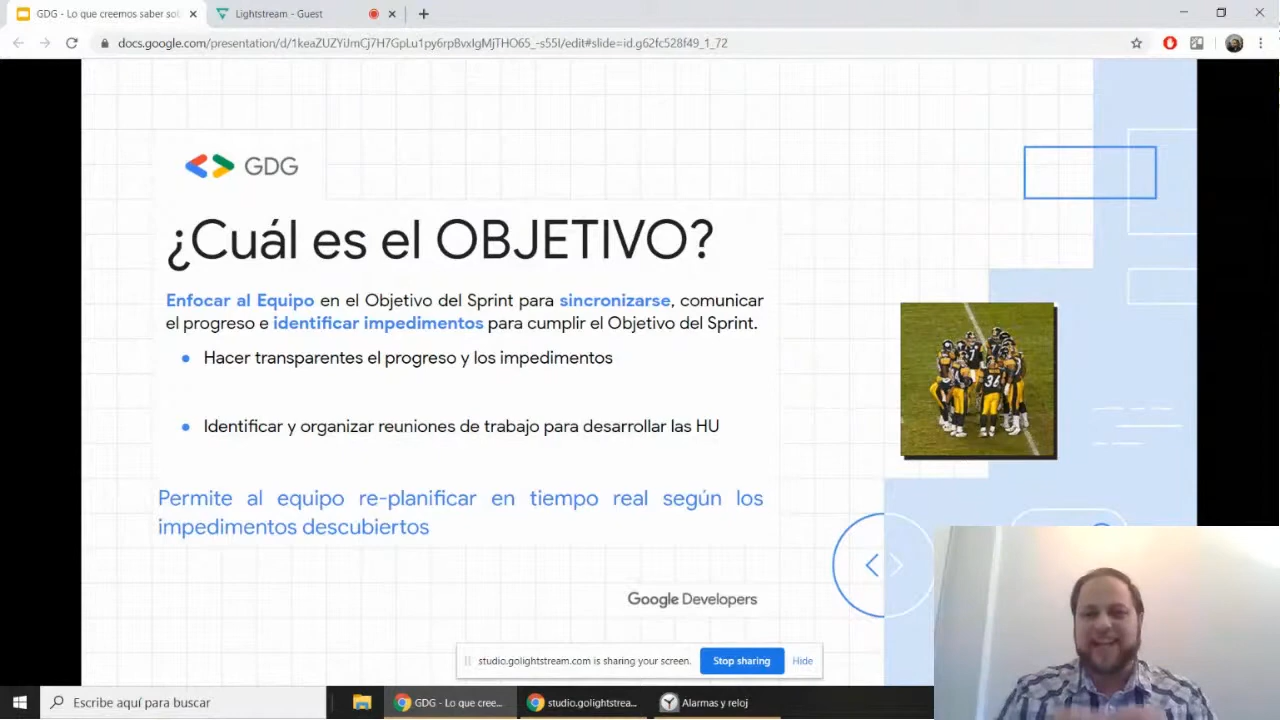 GDG - Lo que creemos saber so
Lightstream - Guest
docs.google.com/presentation/d/1keaZUZYiJmCj7H7GpLu1py6rp8vxlgMjTHO65_-s55I/edit#slide=id.g62fc528f49_1_72
GDG
¿Cuál es el OBJETIVO?
Enfocar al Equipo en el Objetivo del Sprint para sincronizarse, comunicar
el progreso e identificar impedimentos para cumplir el Objetivo del Sprint.
Hacer transparentes el progreso y los impedimentos
Identificar y organizar reuniones de trabajo para desarrollar las HU
36
Permite al equipo re-planificar en tiempo real según los
impedimentos descubiertos
Google Developers
studio.golightstream.com is sharing your screen.
Stop sharing
Hide
Escribe aquí para buscar
GDG - Lo que cree...
studio.golightstrea...
Alarmas y reloj